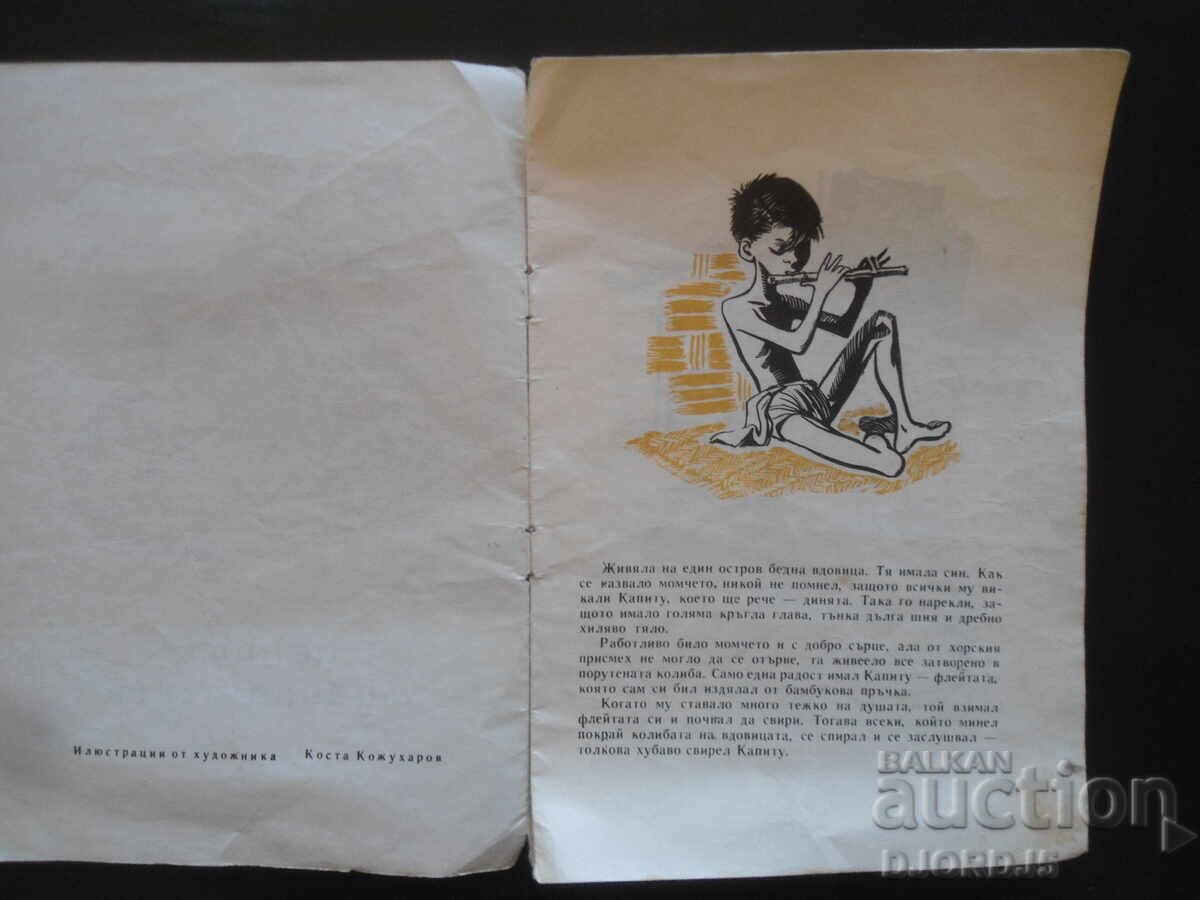 Илюстрации от художника Коста Кожухаров
Живяла на един остров бедна вдовица. Тя имала син. Как
се казвало момчето, никой не помнел, защото всички му ви-
кали Капиту, което ще рече — динята. Така го нарекли, за-
щото имало голяма кръгла глава, тънка дълга шия и дребно
хиляво тяло.
Работливо било момчето и с добро сърце, ала от хорския
присмех не могло да се отърве, та живеело все затворено в
порутената колиба. Само една радост имал Капиту — флейтата,
която сам си бил издялал от бамбукова пръчка.
Когато му ставало много тежко на душата, той взимал
флейтата си и почвал да свири. Тогава всеки, който минел
покрай колибата на вдовицата, се спирал и се заслушвал —
толкова хубаво свирел Капиту.
BALKAN
auction
DJORDJ5